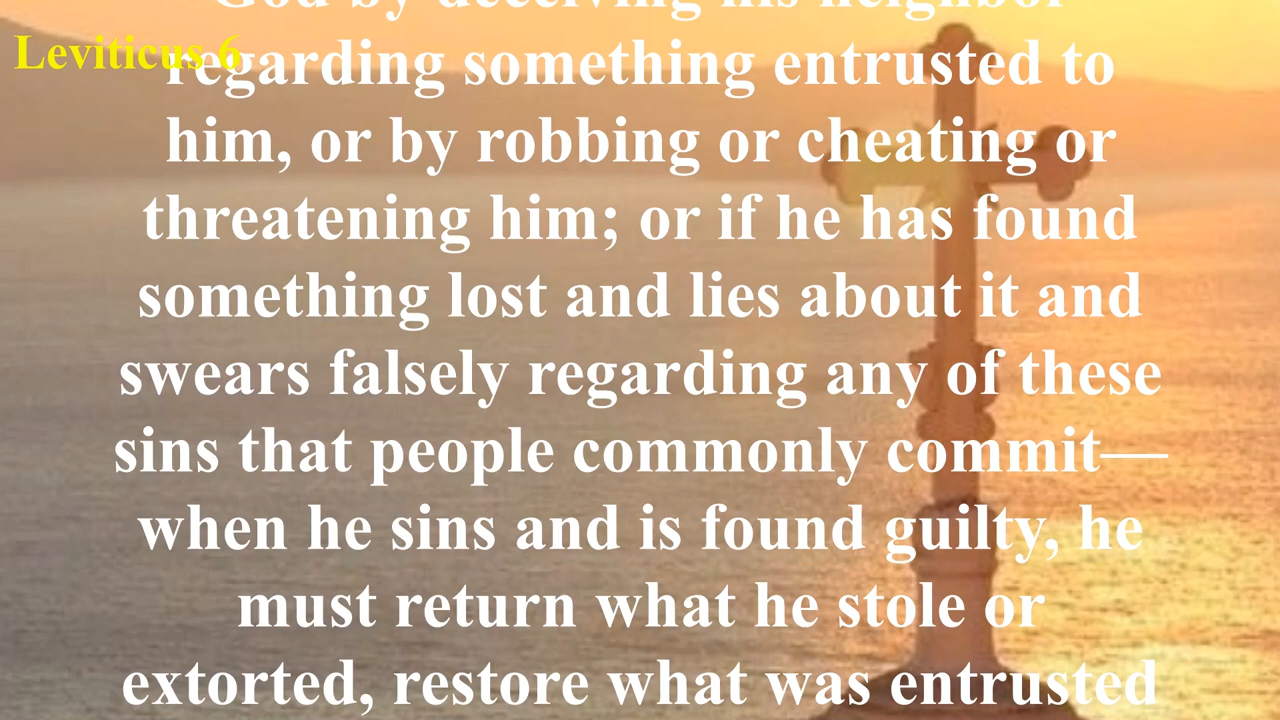 God by deceiving his neighbor
Leviticus 6
regarding something entrusted to
him, or by robbing or cheating or
threatening him; or if he has found
something lost and lies about it and
swears falsely regarding any of these
sins that people commonly commit—
when he sins and is found guilty, he
must return what he stole or
extorted, restore what was entrusted